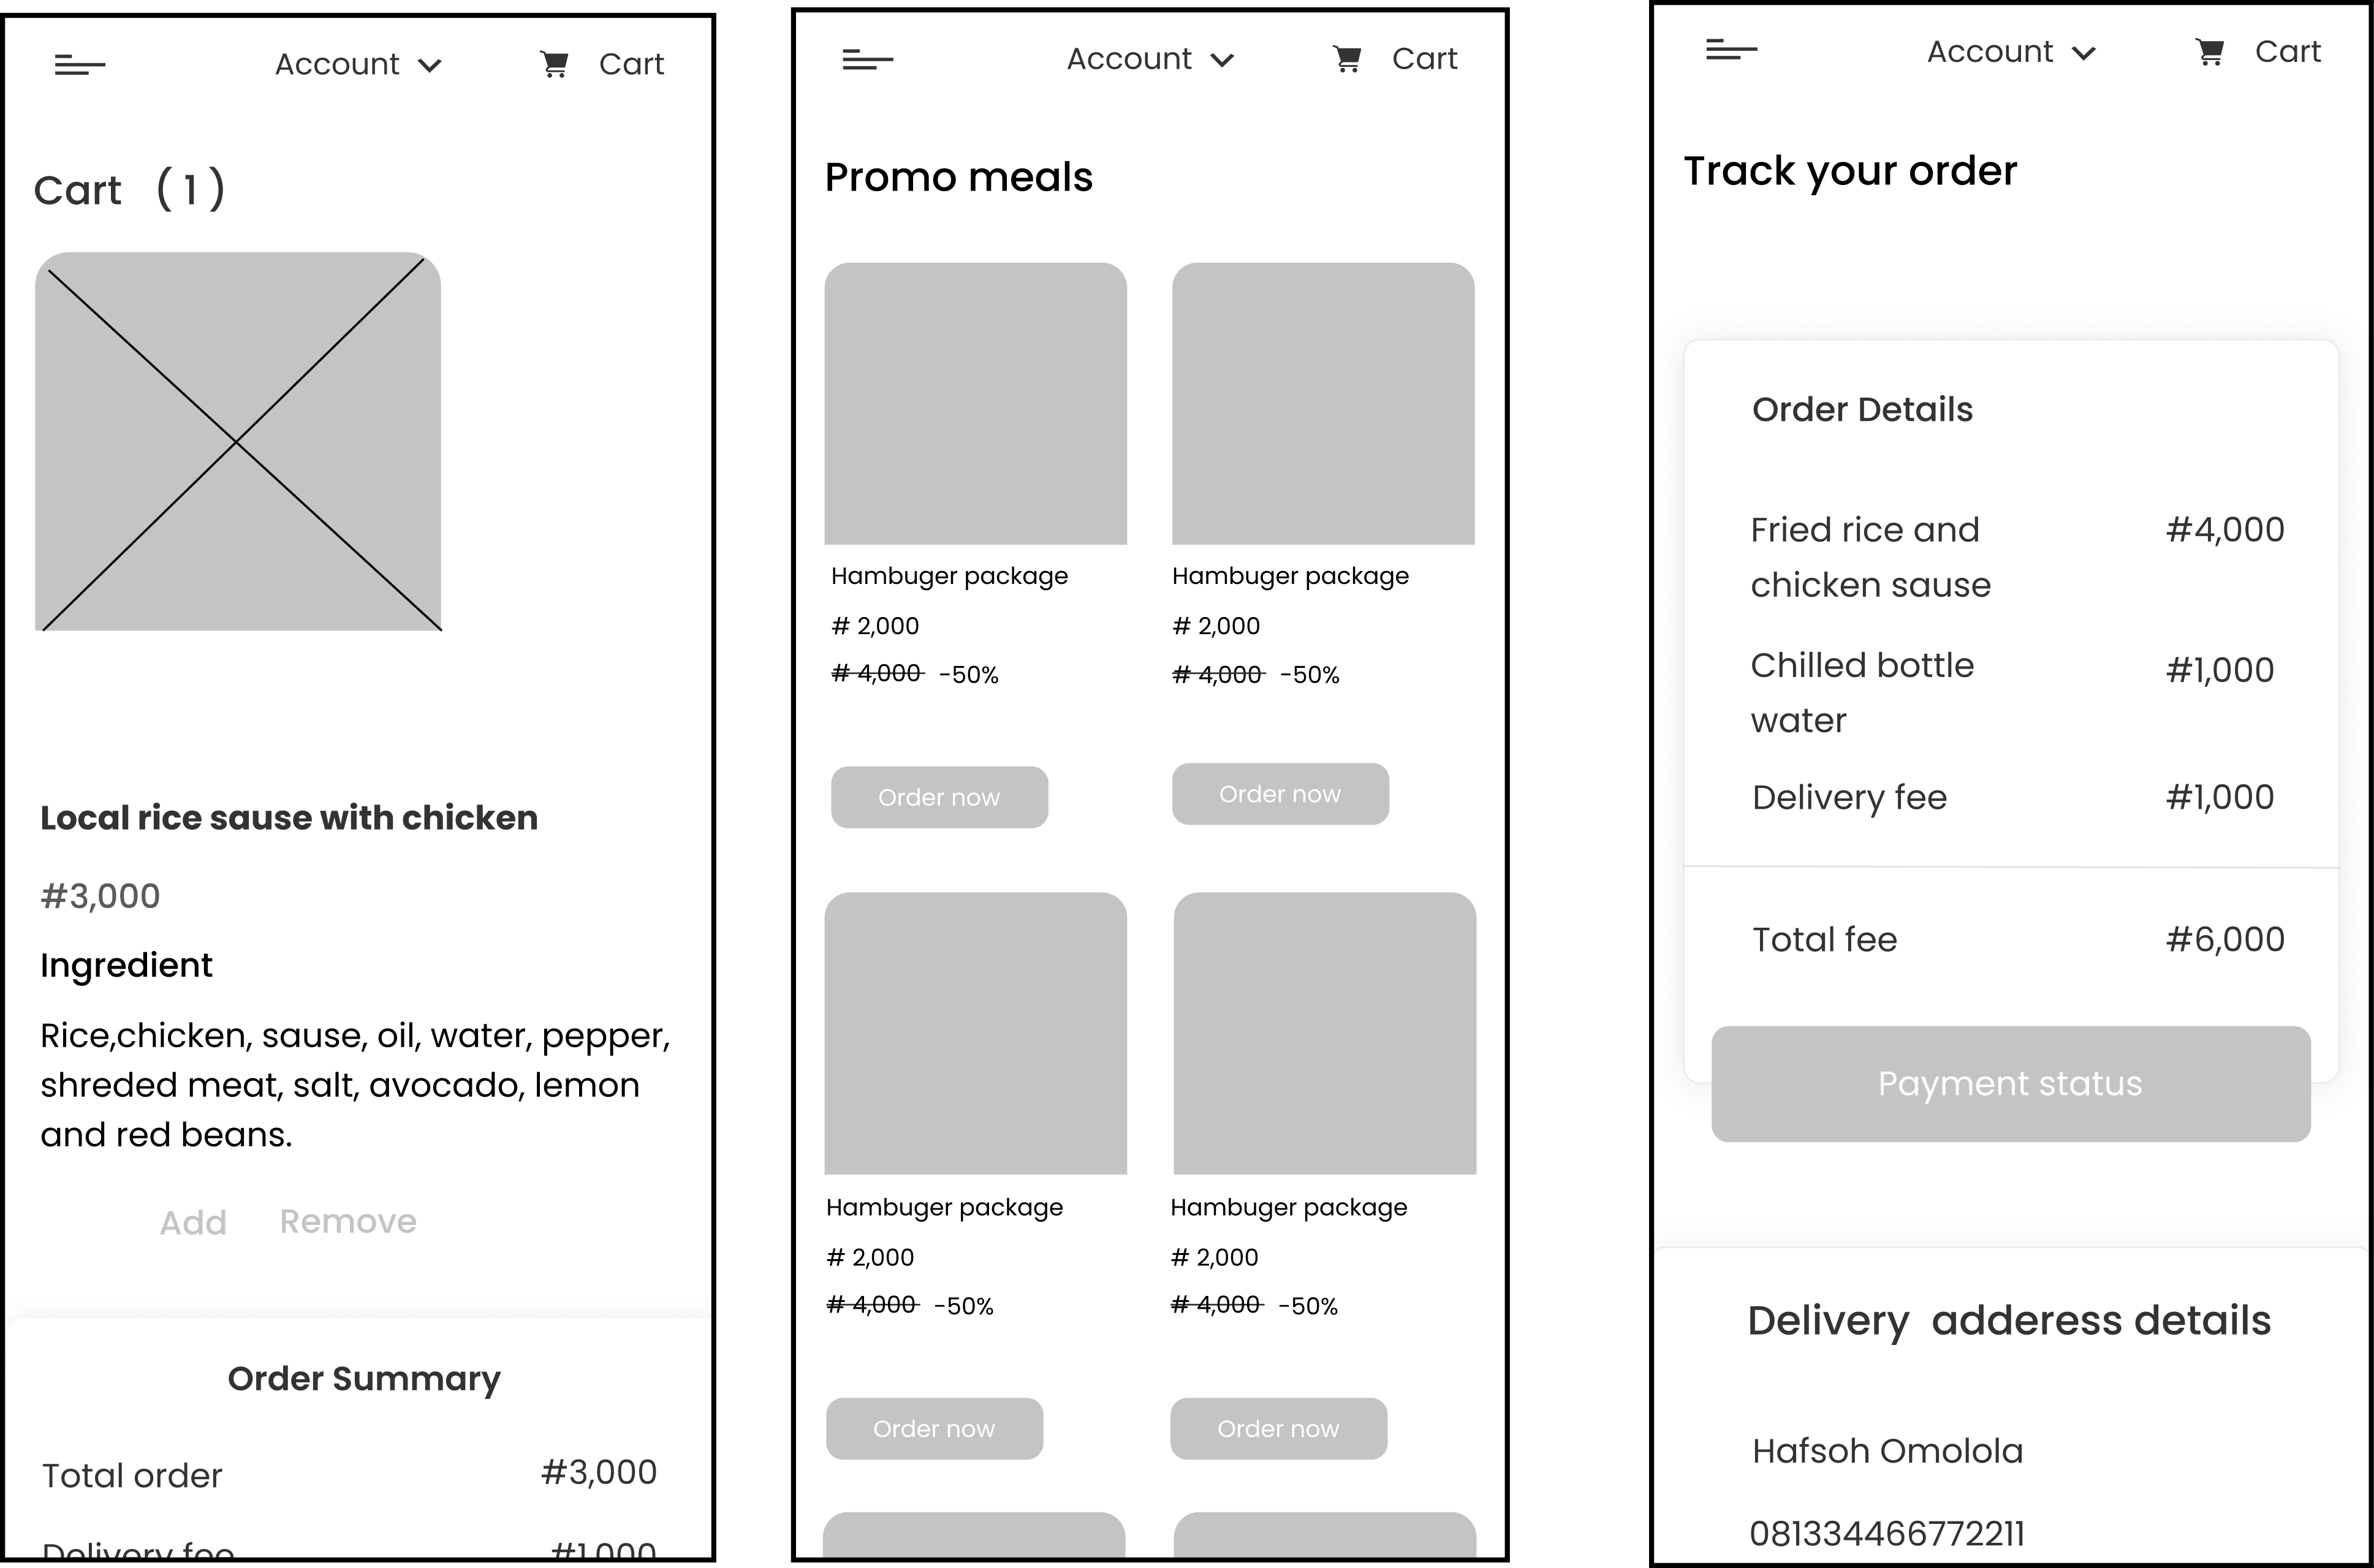 Account Cart
Cart ( 1 )
Local rice sause with chicken
#3,000
Ingredient
Rice,chicken, sause, oil, water, pepper,
shreded meat, salt, avocado, lemon
and red beans.
Add Remove
Order Summary
Total order #3,000
Delivery fee #1,000
Account Cart
Promo meals
Hambuger package Hambuger package
# 2,000 # 2,000
# 4,000 -50% # 4,000 -50%
Order now Order now
Hambuger package Hambuger package
# 2,000 # 2,000
# 4,000 -50% # 4,000 -50%
Order now Order now
Account Cart
Track your order
Order Details
Fried rice and #4,000
chicken sause
Chilled bottle #1,000
water
Delivery fee #1,000
Total fee #6,000
Payment status
Delivery adderess details
Hafsoh Omolola
081334466772211